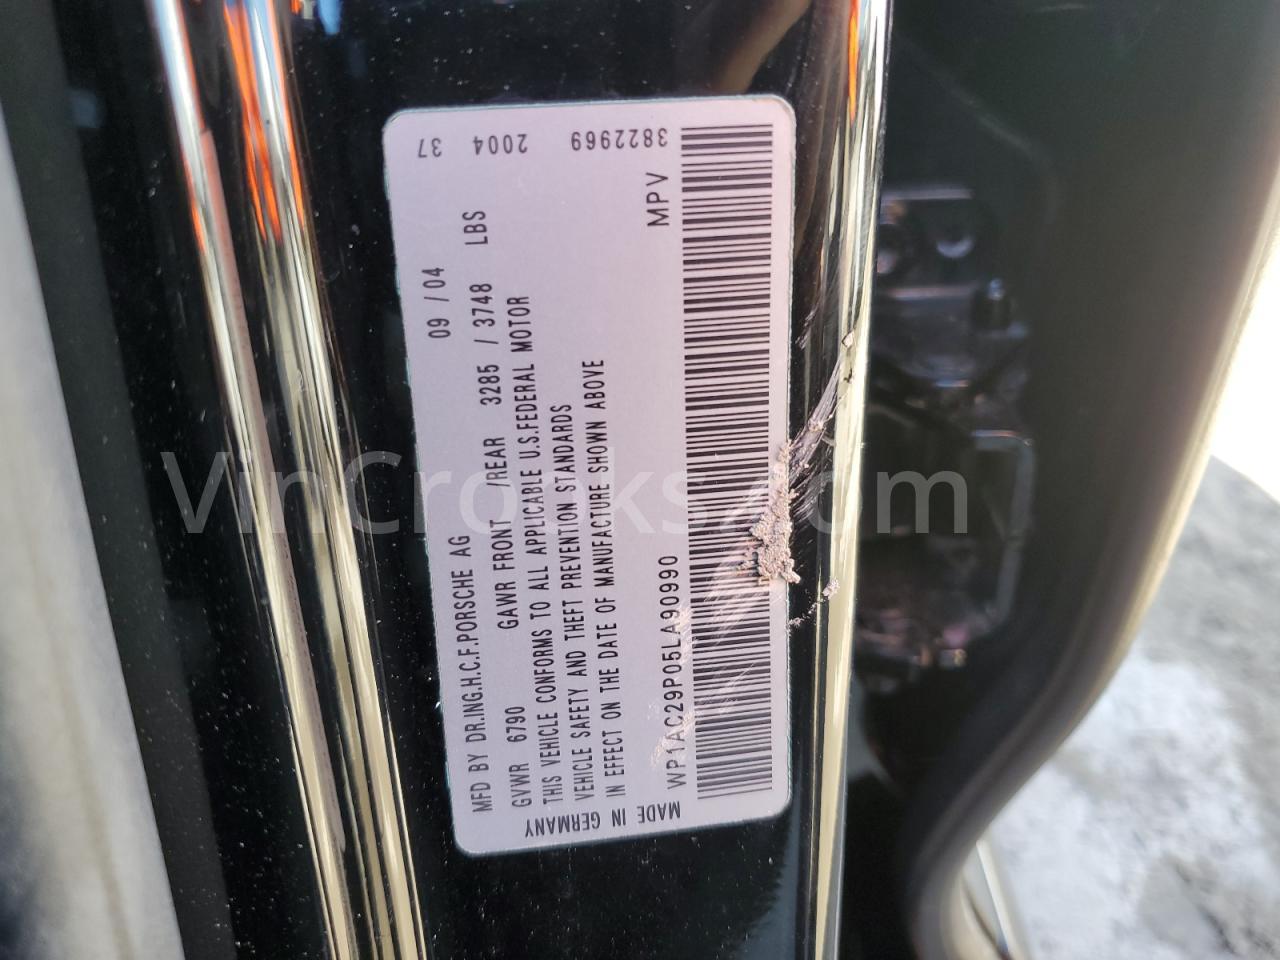 MFD BY DR.ING.H.C.F.PORSCHE AG 09 /04
GVWR 6790 GAWR FRONT /REAR 3285 / 3748 LBS
THIS VEHICLE CONFORMS TO ALL APPLICABLE U.S.FEDERAL MOTOR
VEHICLE SAFETY AND THEFT PREVENTION STANDARDS
IN EFFECT ON THE DATE OF MANUFACTURE SHOWN ABOVE
WP1AC29P05LA90990 MPV
MADE IN GERMANY
37 2004 3822969
VinCrooks.com